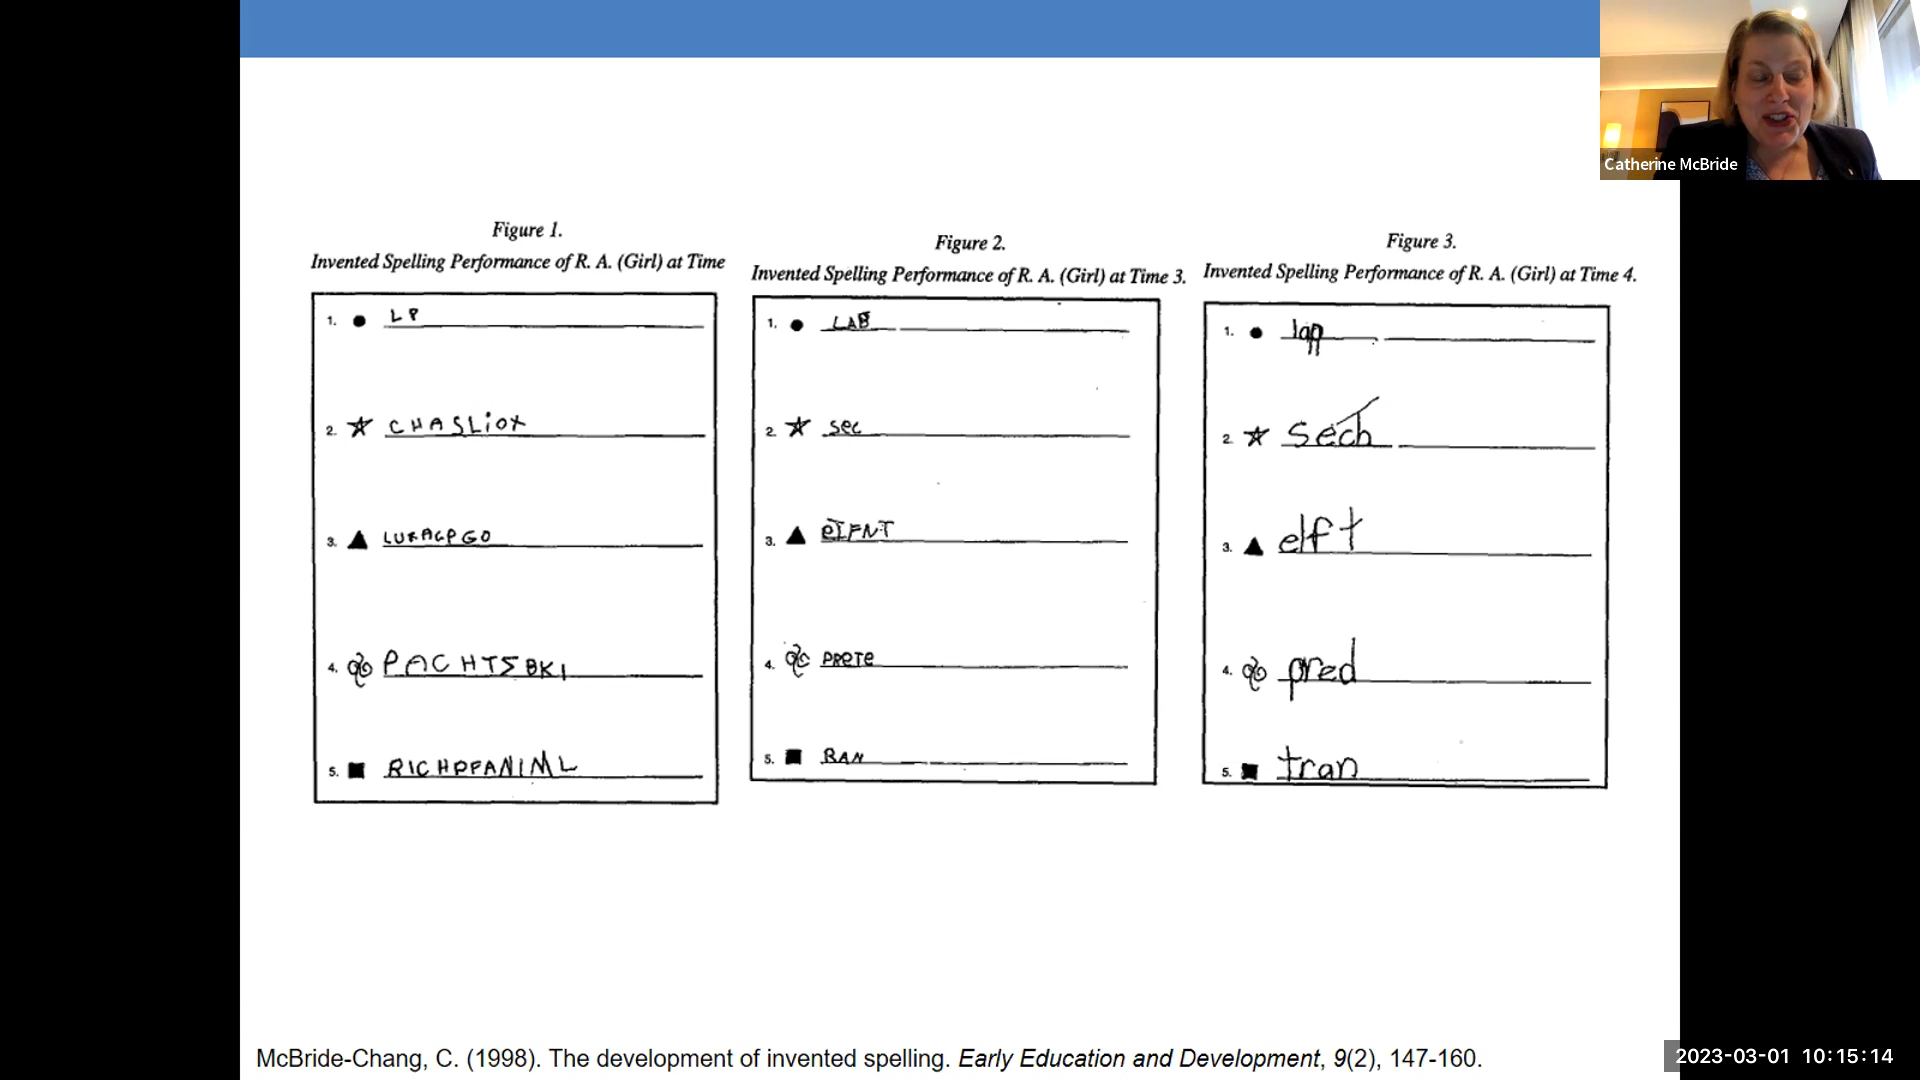 Catherine McBride
Figure 1.
Invented Spelling Performance of R. A. (Girl) at Time
1. LP
2. CHASLiOX
3.
4. PACHTSBKI
5.
Figure 2.
Invented Spelling Performance of R. A. (Girl) at Time 3.
1. LAB
2. sec
3. eIFNT
4. PReTe
5. RAN
Figure 3.
Invented Spelling Performance of R. A. (Girl) at Time 4.
1. lap
2. sech
3. elft
4. pred
5. tran
McBride-Chang, C. (1998). The development of invented spelling. Early Education and Development, 9(2), 147-160.
2023-03-01 10:15:14